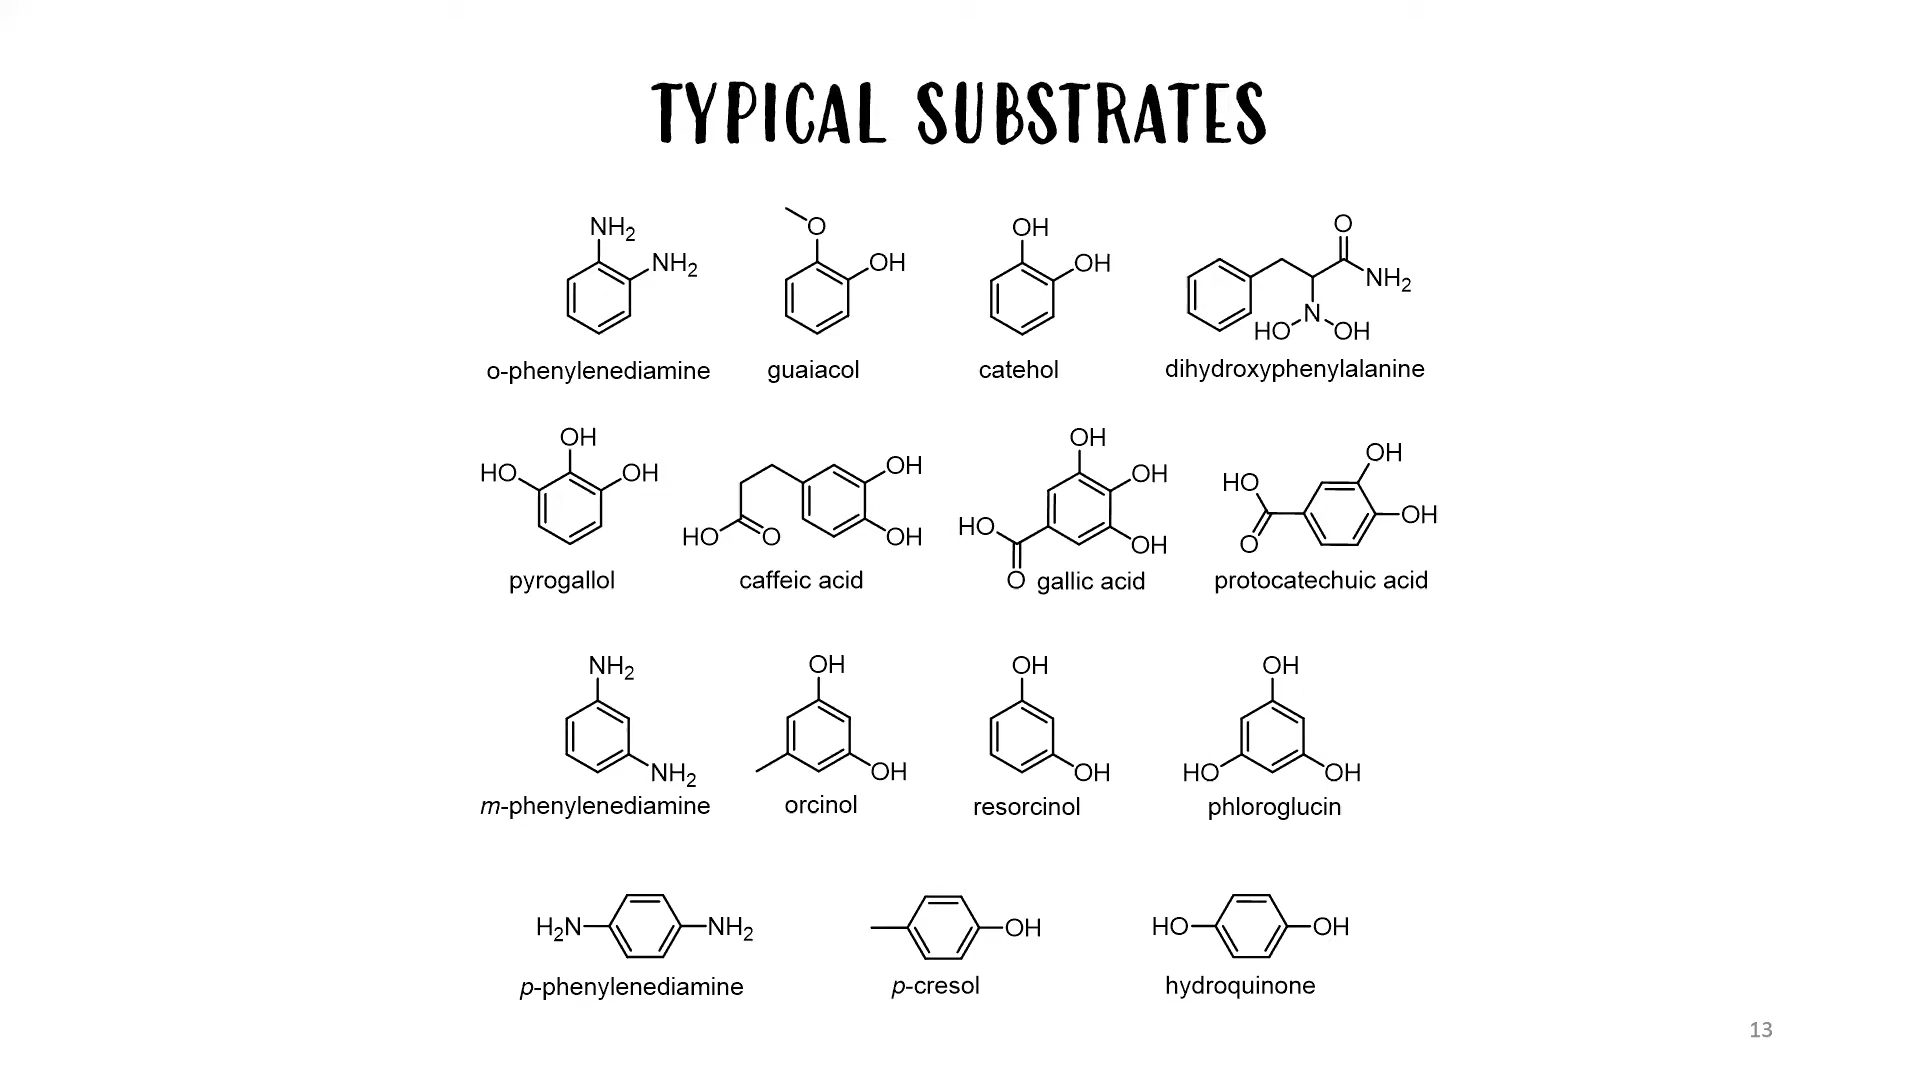 TYPICAL SUBSTRATES
NH2
NH2
o-phenylenediamine
O
OH
guaiacol
OH
OH
catehol
O
NH2
N
HO
OH
dihydroxyphenylalanine
OH
HO
OH
pyrogallol
OH
HO
O
OH
caffeic acid
OH
OH
HO
OH
O
gallic acid
OH
HO
OH
O
protocatechuic acid
NH2
NH2
m-phenylenediamine
OH
OH
orcinol
OH
OH
resorcinol
OH
HO
OH
phloroglucin
H2N
NH2
p-phenylenediamine
OH
p-cresol
HO
OH
hydroquinone
13